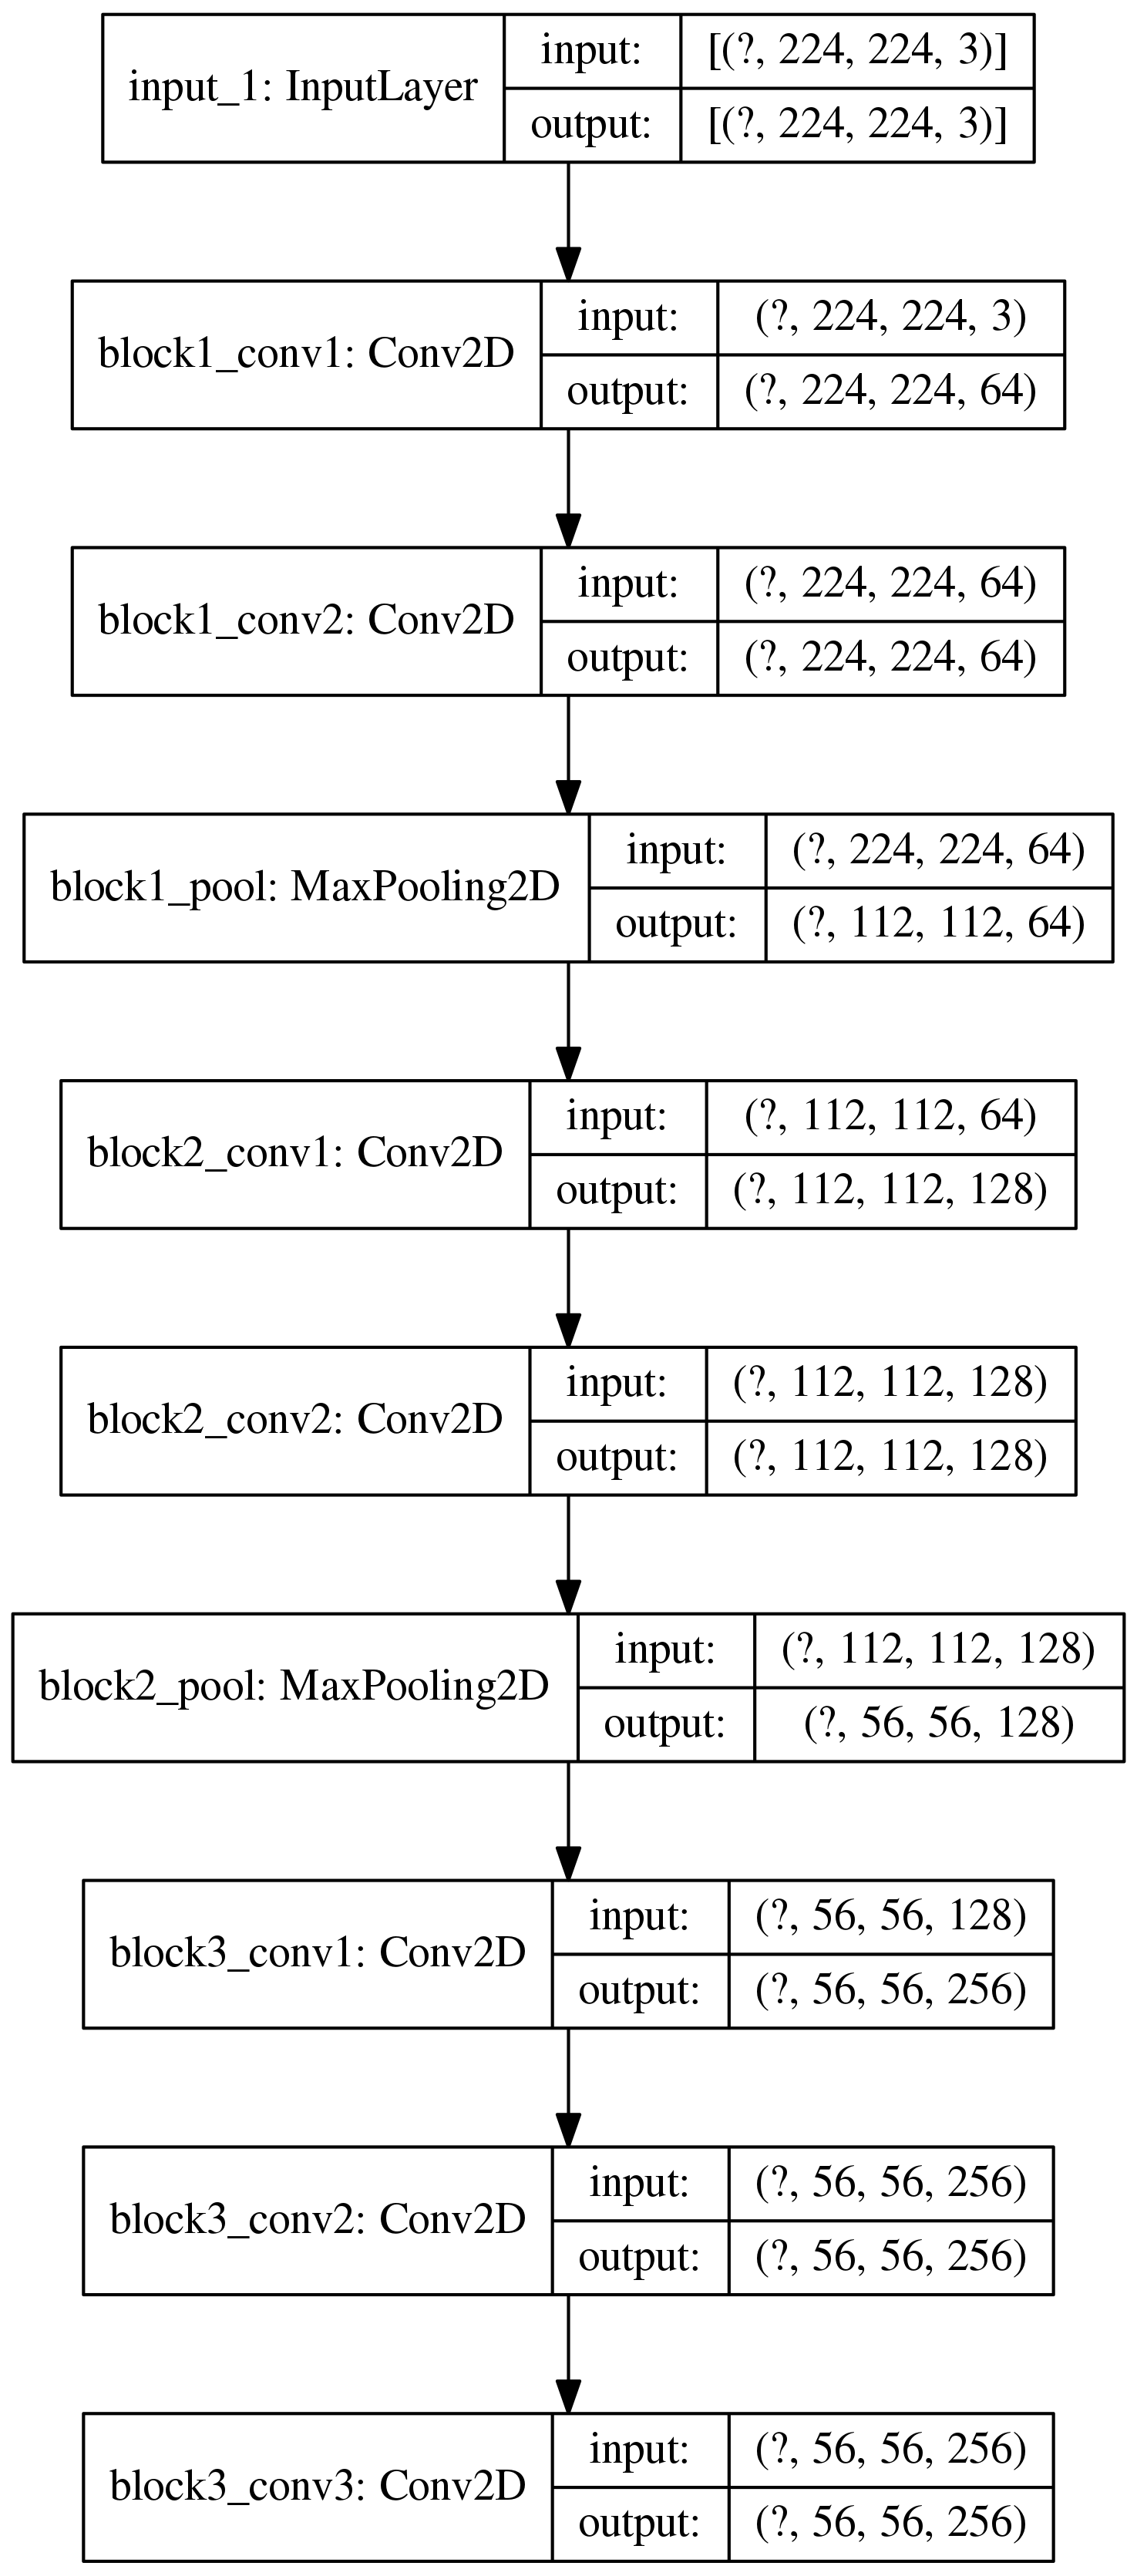 input_1: InputLayer
input: [(?, 224, 224, 3)]
output: [(?, 224, 224, 3)]
block1_conv1: Conv2D
input: (?, 224, 224, 3)
output: (?, 224, 224, 64)
block1_conv2: Conv2D
input: (?, 224, 224, 64)
output: (?, 224, 224, 64)
block1_pool: MaxPooling2D
input: (?, 224, 224, 64)
output: (?, 112, 112, 64)
block2_conv1: Conv2D
input: (?, 112, 112, 64)
output: (?, 112, 112, 128)
block2_conv2: Conv2D
input: (?, 112, 112, 128)
output: (?, 112, 112, 128)
block2_pool: MaxPooling2D
input: (?, 112, 112, 128)
output: (?, 56, 56, 128)
block3_conv1: Conv2D
input: (?, 56, 56, 128)
output: (?, 56, 56, 256)
block3_conv2: Conv2D
input: (?, 56, 56, 256)
output: (?, 56, 56, 256)
block3_conv3: Conv2D
input: (?, 56, 56, 256)
output: (?, 56, 56, 256)